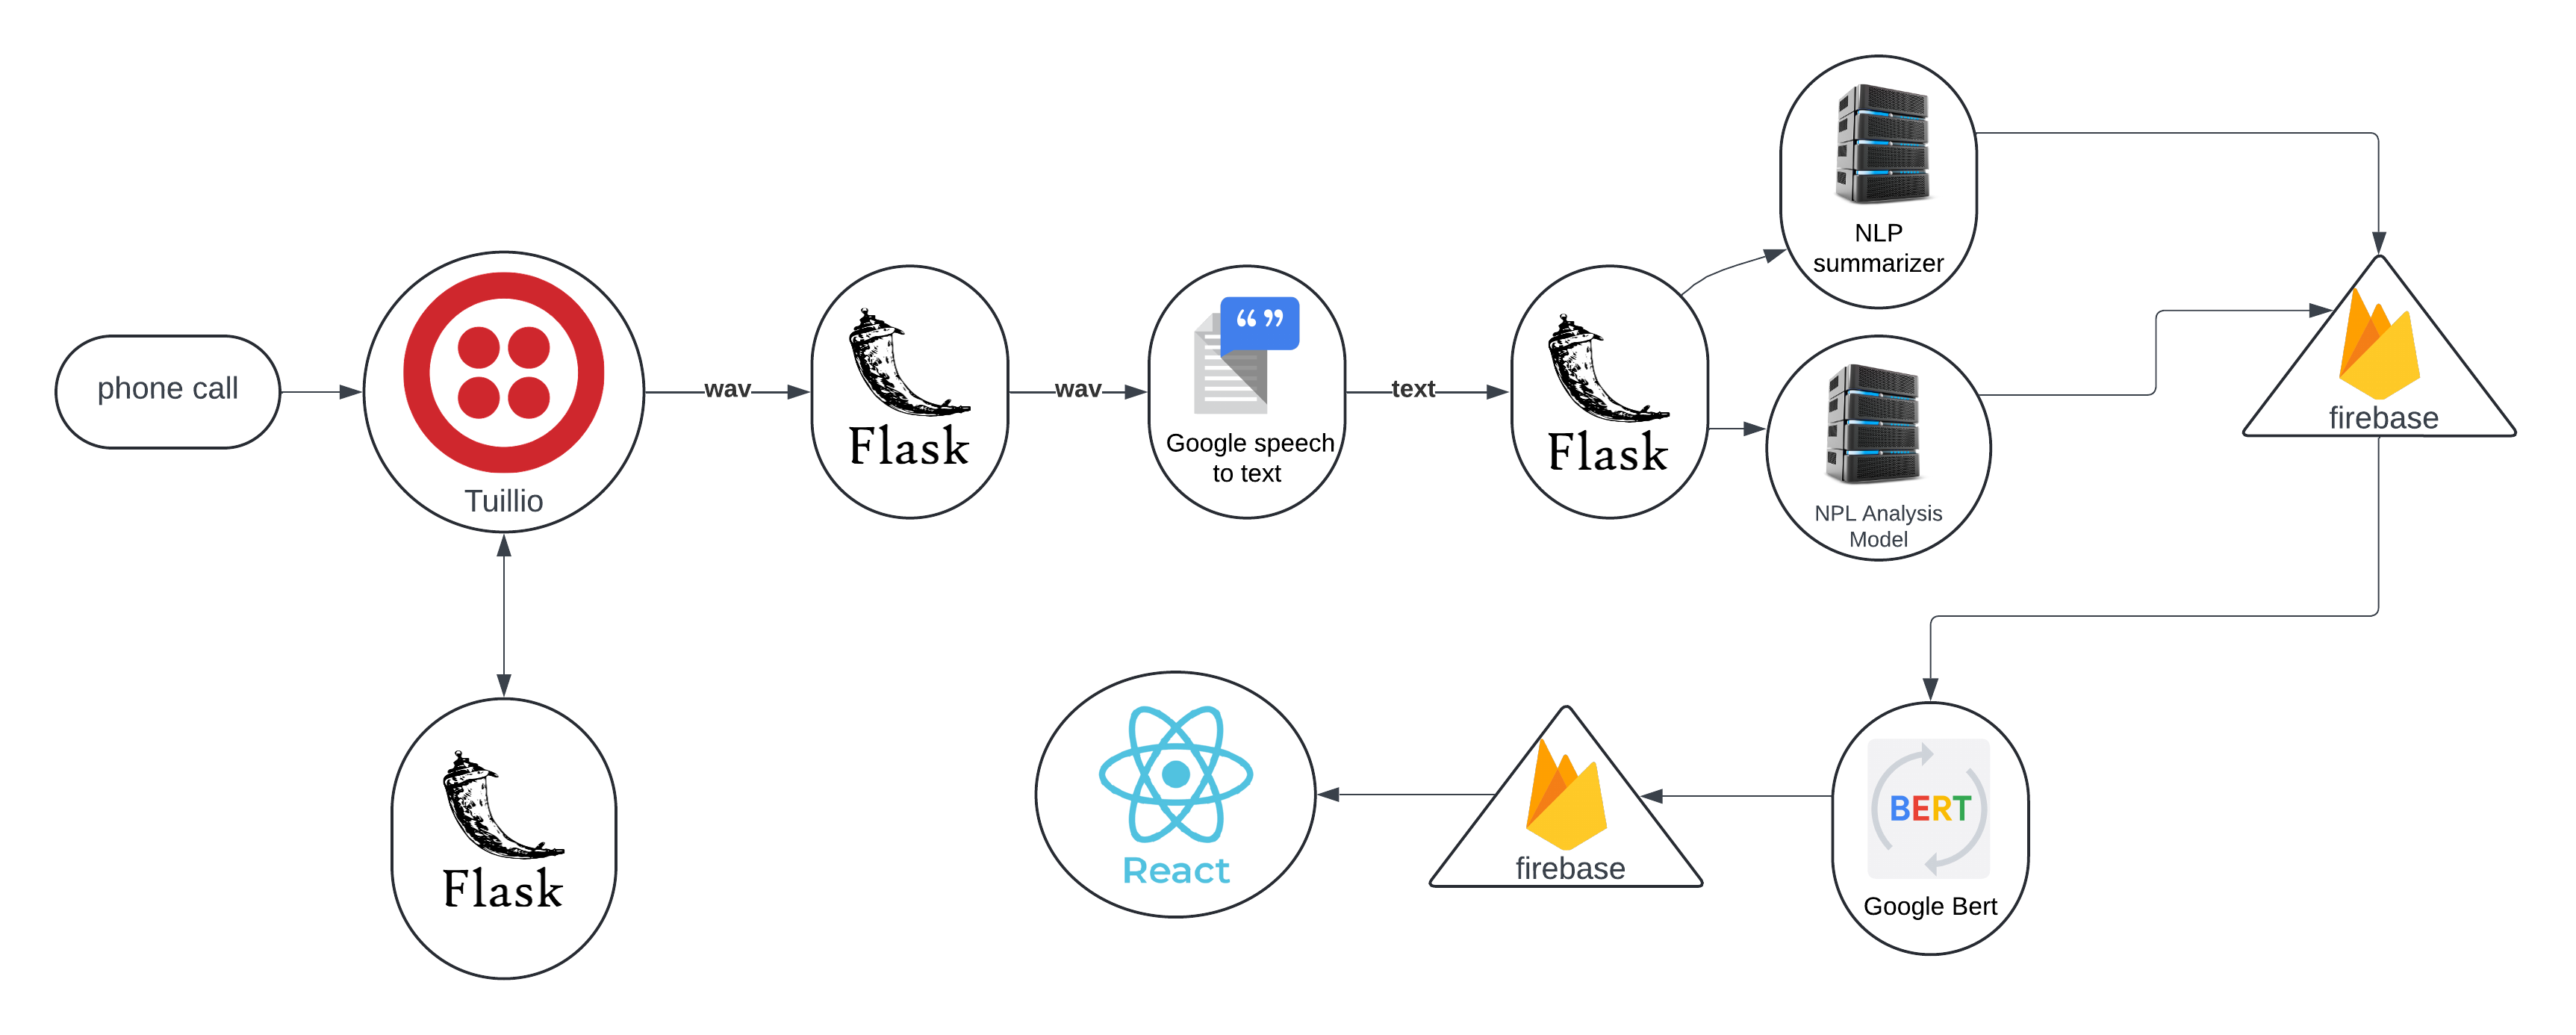 phone call
Tuillio
wav
Flask
wav
“ ”
Google speech
to text
text
Flask
NLP
summarizer
NPL Analysis
Model
firebase
Flask
React
firebase
BERT
Google Bert